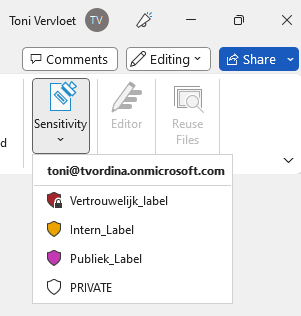 Toni Vervloet TV
Comments Editing Share
Sensitivity Editor Reuse
Files
d
toni@tvordina.onmicrosoft.com
Vertrouwelijk_label
Intern_Label
Publiek_Label
PRIVATE